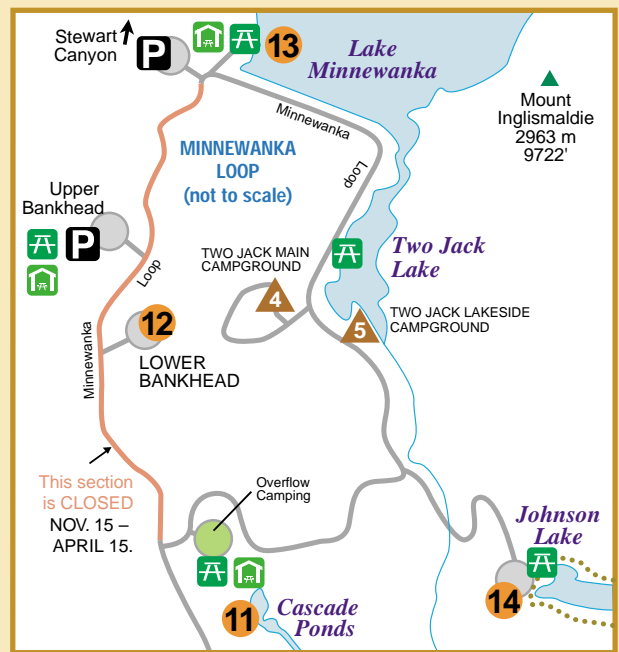 Stewart
Canyon
P
13
Lake
Minnewanka
Mount
Inglismaldie
2963 m
9722'
Minnewanka
Loop
MINNEWANKA
LOOP
(not to scale)
Upper
Bankhead
P
Loop
Two Jack
Lake
TWO JACK MAIN
CAMPGROUND
4
TWO JACK LAKESIDE
CAMPGROUND
5
12
LOWER
BANKHEAD
Minnewanka
This section
is CLOSED
NOV. 15 –
APRIL 15.
Overflow
Camping
Johnson
Lake
14
11
Cascade
Ponds